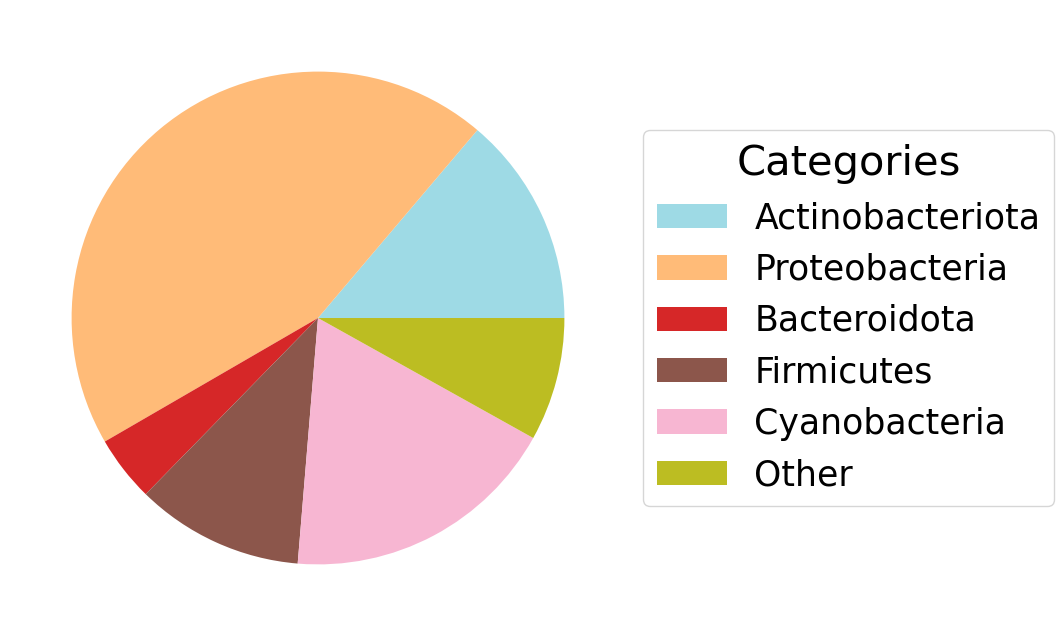 Categories
Actinobacteriota
Proteobacteria
Bacteroidota
Firmicutes
Cyanobacteria
Other